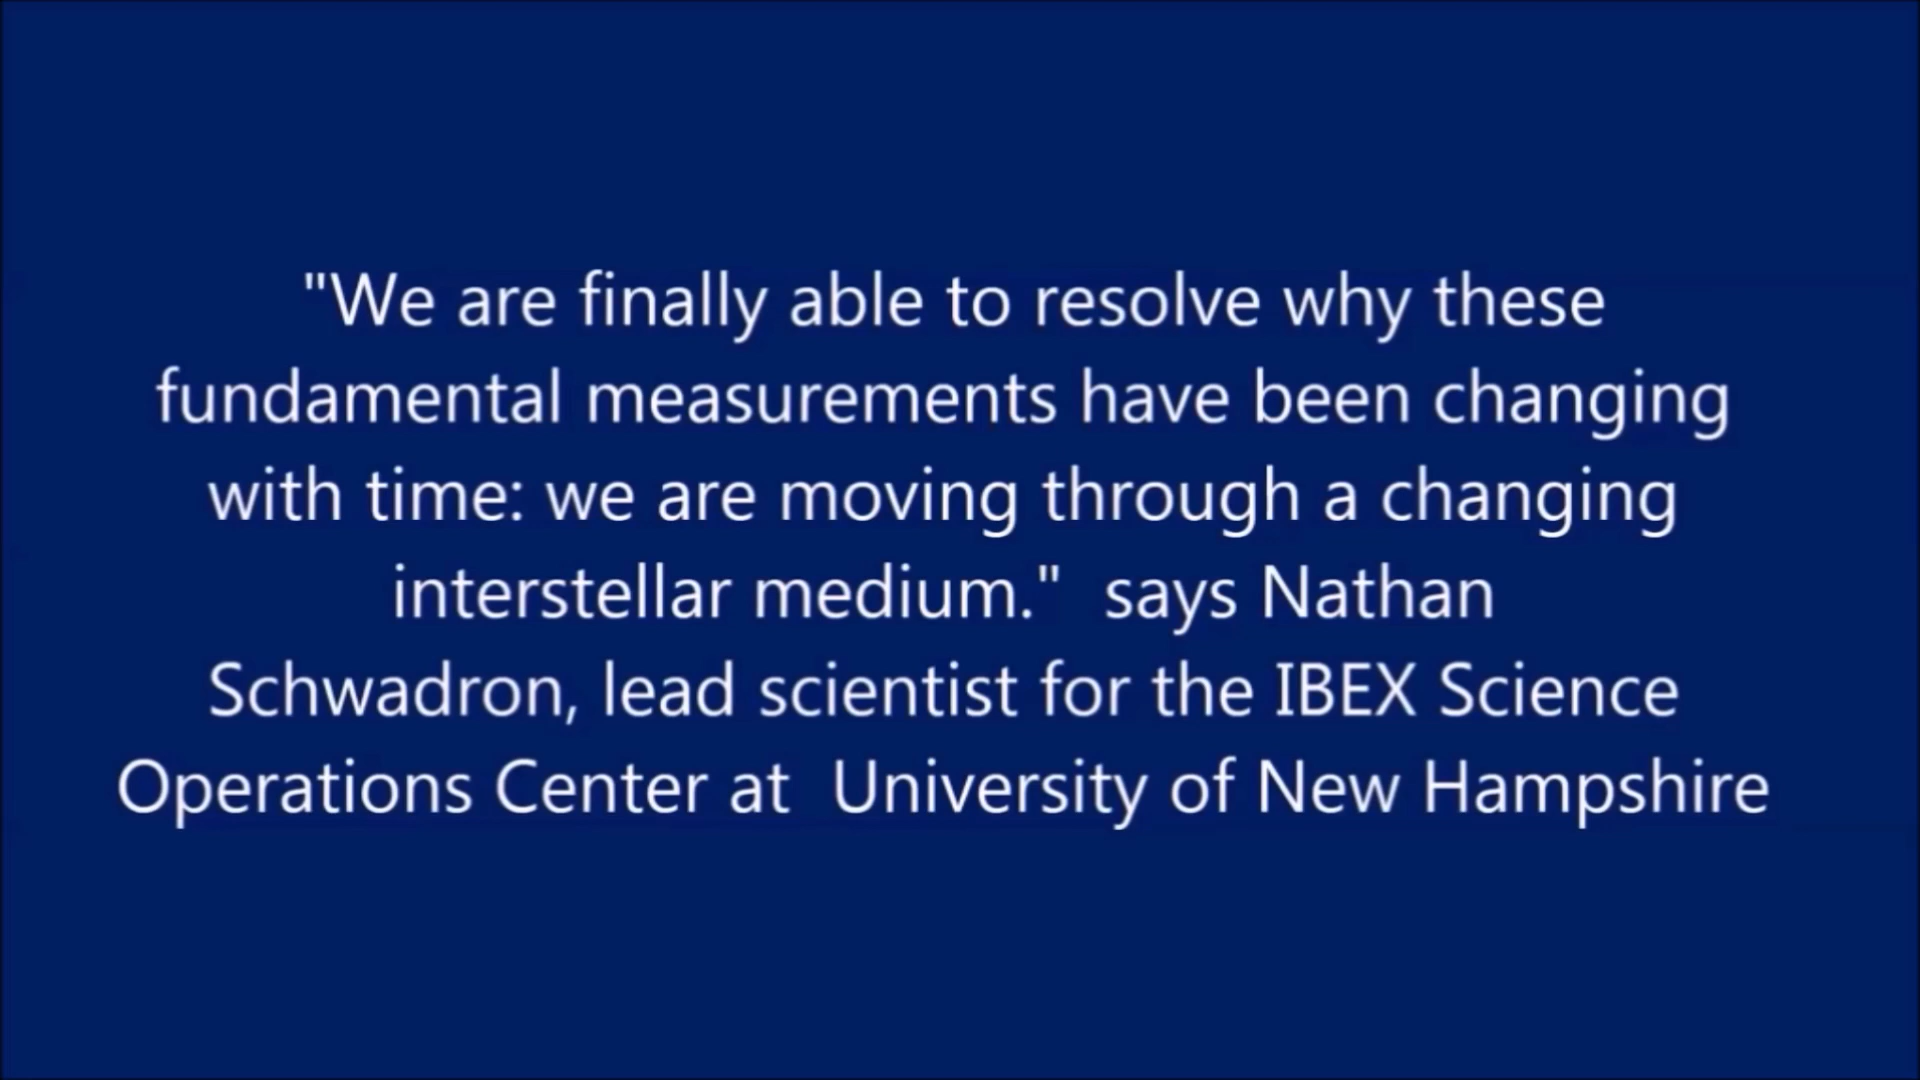 "We are finally able to resolve why these
fundamental measurements have been changing
with time: we are moving through a changing
interstellar medium."  says Nathan
Schwadron, lead scientist for the IBEX Science
Operations Center at  University of New Hampshire